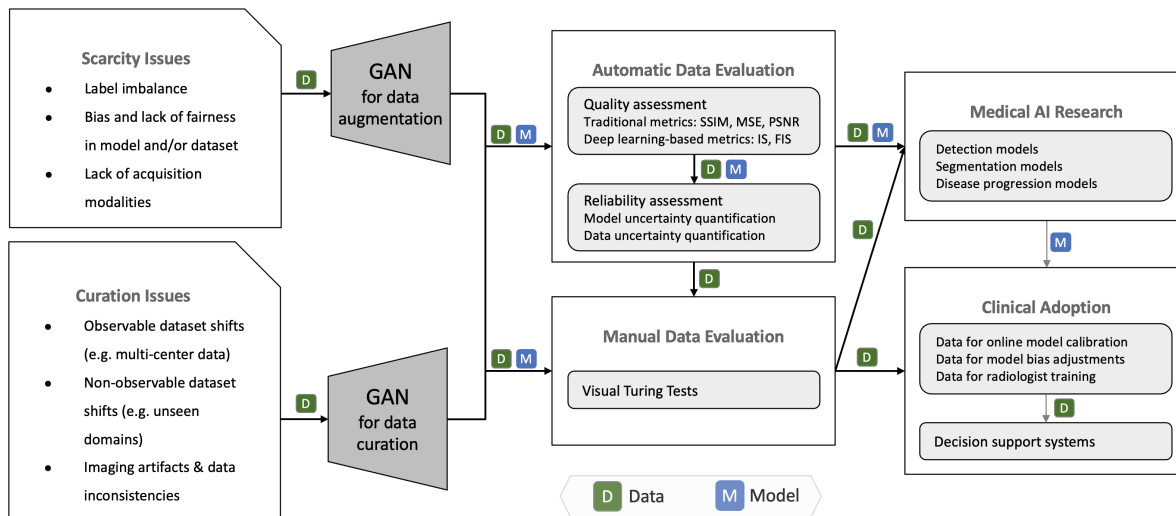 Scarcity Issues
● Label imbalance
● Bias and lack of fairness
in model and/or dataset
● Lack of acquisition
modalities
D
GAN
for data
augmentation
Curation Issues
● Observable dataset shifts
(e.g. multi-center data)
● Non-observable dataset
shifts (e.g. unseen
domains)
● Imaging artifacts & data
inconsistencies
D
GAN
for data
curation
D M
D M
Automatic Data Evaluation
Quality assessment
Traditional metrics: SSIM, MSE, PSNR
Deep learning-based metrics: IS, FIS
D M
Reliability assessment
Model uncertainty quantification
Data uncertainty quantification
D
Manual Data Evaluation
Visual Turing Tests
D M
D
D
Medical AI Research
Detection models
Segmentation models
Disease progression models
M
Clinical Adoption
Data for online model calibration
Data for model bias adjustments
Data for radiologist training
D
Decision support systems
D Data M Model